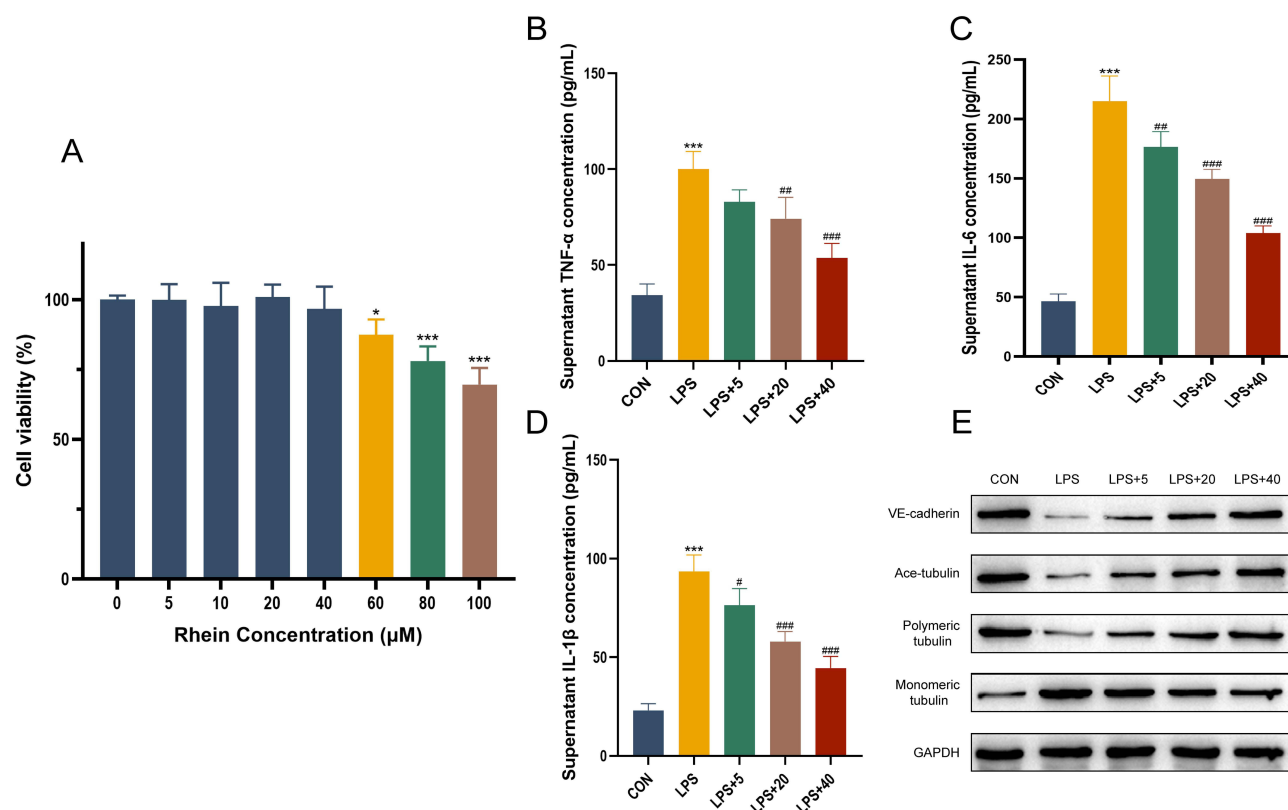 A
Cell viability (%)
100
50
0
* *** ***
0 5 10 20 40 60 80 100
Rhein Concentration (μM)
B
Supernatant TNF-α concentration (pg/mL)
150
100
50
0
*** ## ###
CON LPS LPS+5 LPS+20 LPS+40
C
Supernatant IL-6 concentration (pg/mL)
250
200
150
100
50
0
*** ## ### ###
CON LPS LPS+5 LPS+20 LPS+40
D
Supernatant IL-1β concentration (pg/mL)
150
100
50
0
*** # ### ###
CON LPS LPS+5 LPS+20 LPS+40
E
CON LPS LPS+5 LPS+20 LPS+40
VE-cadherin
Ace-tubulin
Polymeric
tubulin
Monomeric
tubulin
GAPDH